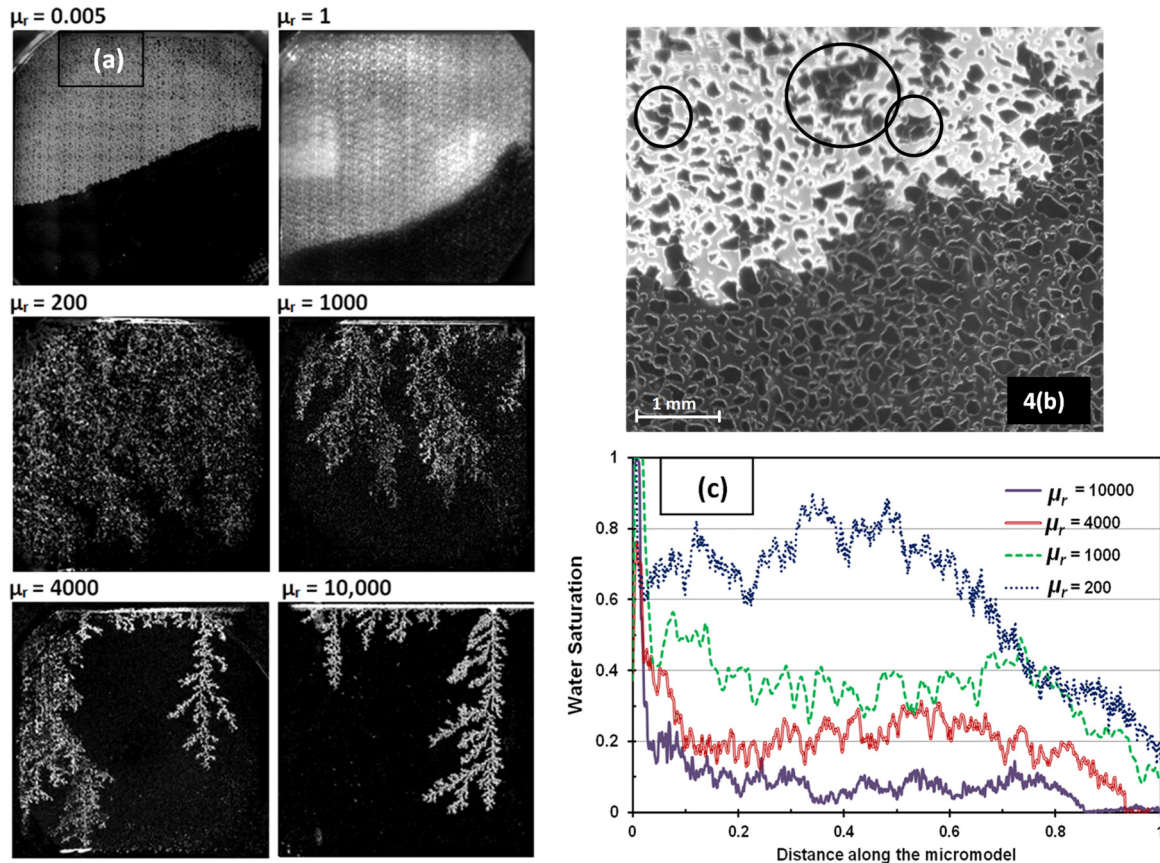 μr = 0.005
μr = 1
(a)
μr = 200
μr = 1000
μr = 4000
μr = 10,000
1 mm
4(b)
(c)
μr = 10000
μr = 4000
μr = 1000
μr = 200
Water Saturation
1
0.8
0.6
0.4
0.2
0
0
0.2
0.4
0.6
0.8
1
Distance along the micromodel